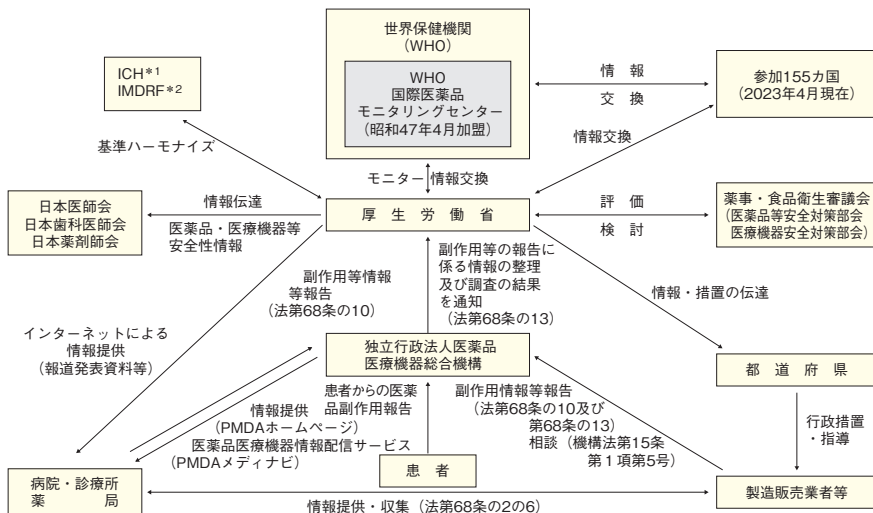 世界保健機関
（WHO）
WHO
国際医薬品
モニタリングセンター
（昭和47年4月加盟）
ICH＊1
IMDRF＊2
情　報
交　換
参加155ヵ国
（2023年4月現在）
基準ハーモナイズ
モニター 情報交換
情報交換
日本医師会
日本歯科医師会
日本薬剤師会
情報伝達
医薬品・医療機器等
安全性情報
厚　生　労　働　省
評　価
検　討
薬事・食品衛生審議会
（医薬品等安全対策部会
医療機器安全対策部会）
副作用等情報
等報告
（法第68条の10）
副作用等の報告に
係る情報の整理
及び調査の結果
を通知
（法第68条の13）
情報・措置の伝達
インターネットによる
情報提供
（報道発表資料等）
独立行政法人医薬品
医療機器総合機構
都　道　府　県
患者からの医薬
品副作用報告
情報提供
（PMDAホームページ）
医薬品医療機器情報配信サービス
（PMDAメディナビ）
副作用情報等報告
（法第68条の10及び
第68条の13）
相談（機構法第15条
第１項第5号）
行政措置
・指導
病院・診療所
薬　　　局
患　者
製造販売業者等
情報提供・収集（法第68条の2の6）